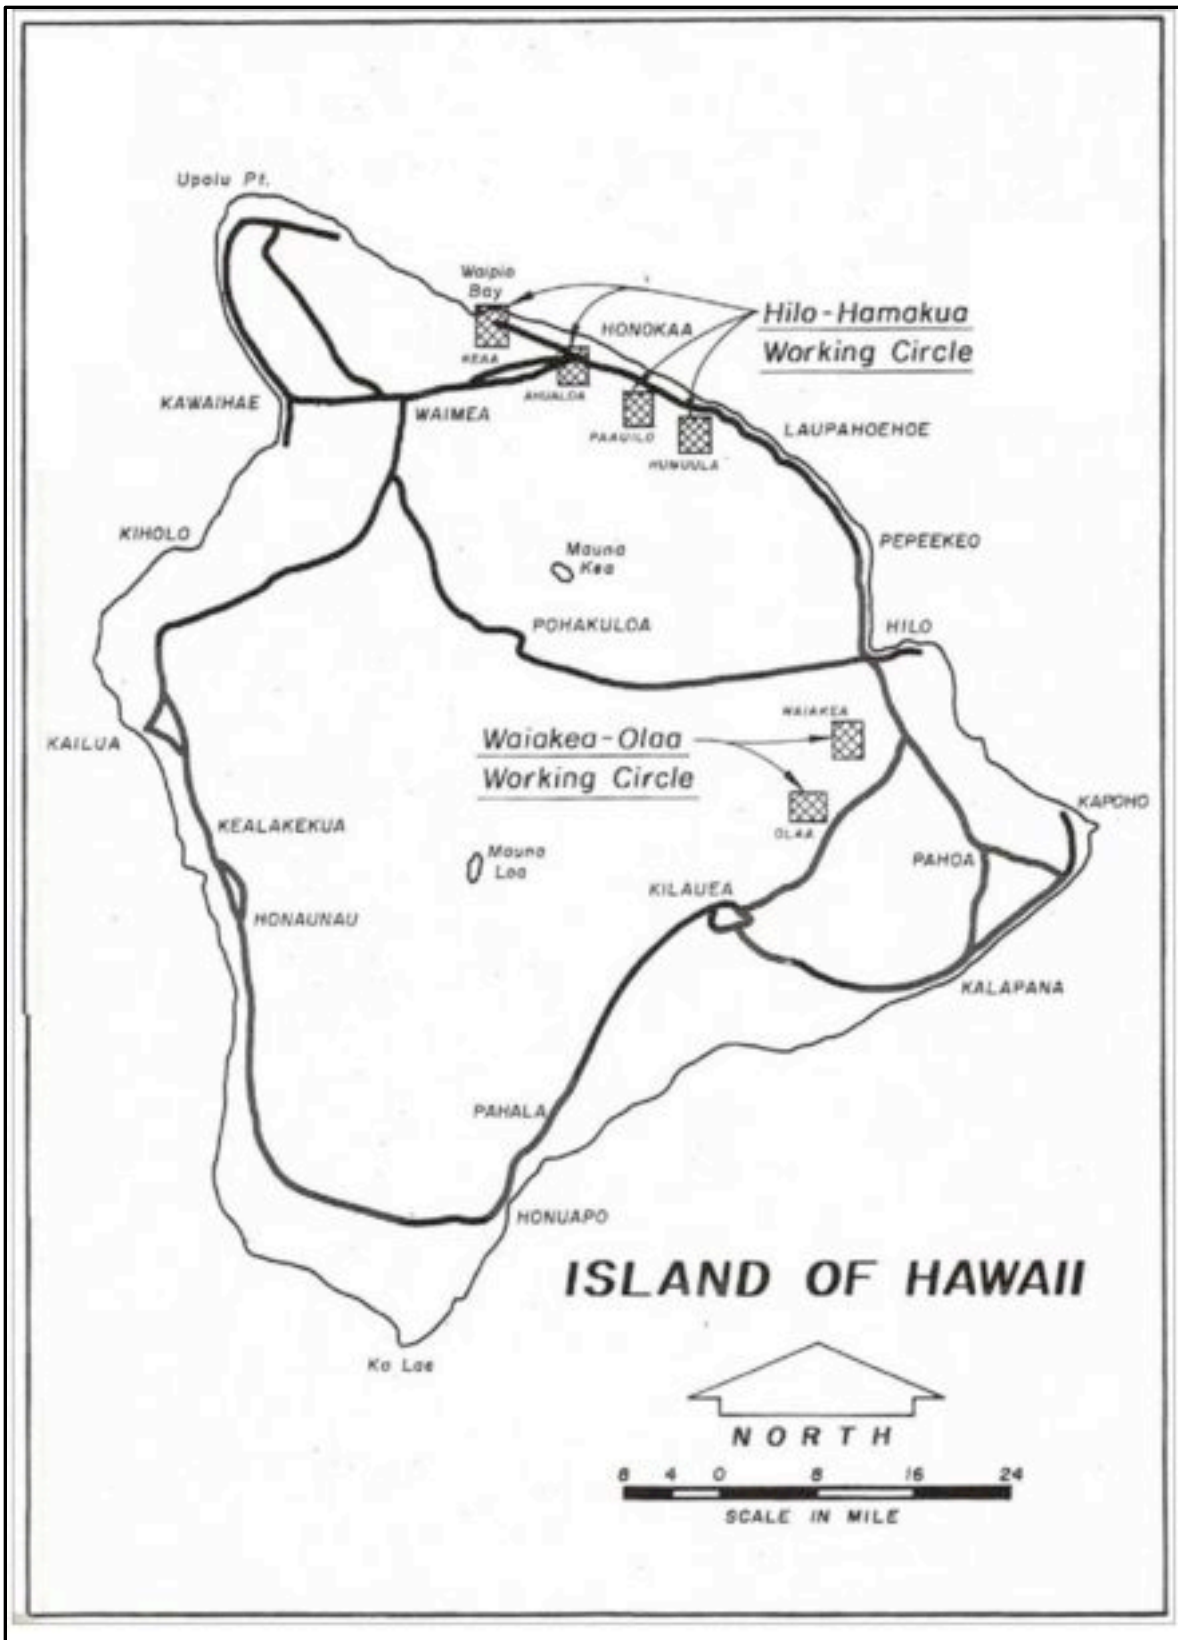 Upolu Pt.
Waipio
Bay
HONOKAA
Hilo-Hamakua
Working Circle
KEAA
AHUALOA
KAWAIHAE
WAIMEA
PAAUILO
HUMUULA
LAUPAHOEHOE
KIHOLO
PEPEEKEO
Mauna
Kea
POHAKULOA
HILO
WAIAKEA
KAILUA
Waiakea-Olaa
Working Circle
KAPOHO
KEALAKEKUA
OLAA
Mauna
Loa
PAHOA
KILAUEA
HONAUNAU
KALAPANA
PAHALA
HONUAPO
ISLAND OF HAWAII
Ka Lae
NORTH
8 4 0 8 16 24
SCALE IN MILE